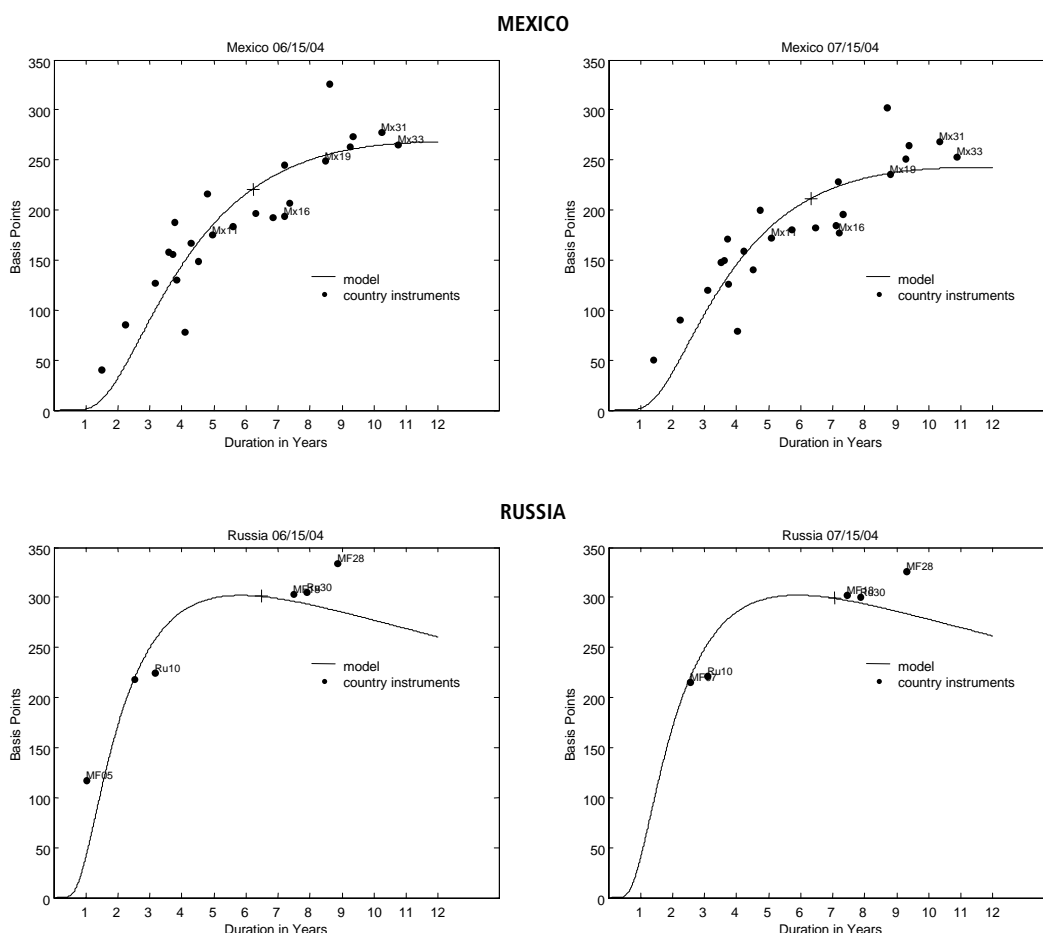 MEXICO
Mexico 06/15/04
350
300
250
200
150
100
50
0
Basis Points
Mx31
Mx33
Mx19
Mx16
Mx11
model
country instruments
1 2 3 4 5 6 7 8 9 10 11 12
Duration in Years
Mexico 07/15/04
350
300
250
200
150
100
50
0
Basis Points
Mx31
Mx33
Mx19
Mx16
Mx11
model
country instruments
1 2 3 4 5 6 7 8 9 10 11 12
Duration in Years
RUSSIA
Russia 06/15/04
350
300
250
200
150
100
50
0
Basis Points
MF28
Ru30
MF18
Ru10
MF05
model
country instruments
1 2 3 4 5 6 7 8 9 10 11 12
Duration in Years
Russia 07/15/04
350
300
250
200
150
100
50
0
Basis Points
MF28
MF18
Ru30
Ru10
MF07
model
country instruments
1 2 3 4 5 6 7 8 9 10 11 12
Duration in Years